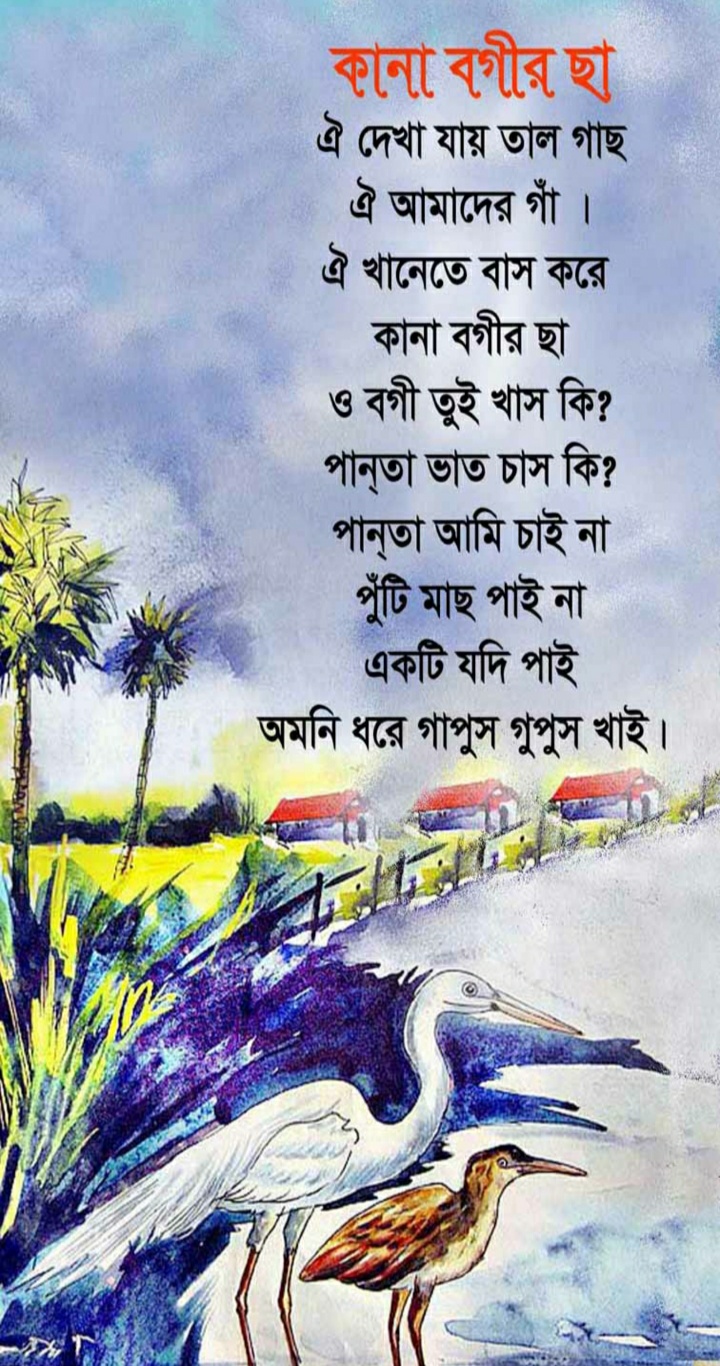 কানা বগীর ছা
ঐ দেখা যায় তাল গাছ
ঐ আমাদের গাঁ ।
ঐ খানেতে বাস করে
কানা বগীর ছা
ও বগী তুই খাস কি?
পান্‌তা ভাত চাস কি?
পান্‌তা আমি চাই না
পুঁটি মাছ পাই না
একটি যদি পাই
অমনি ধরে গাপুস গুপুস খাই।